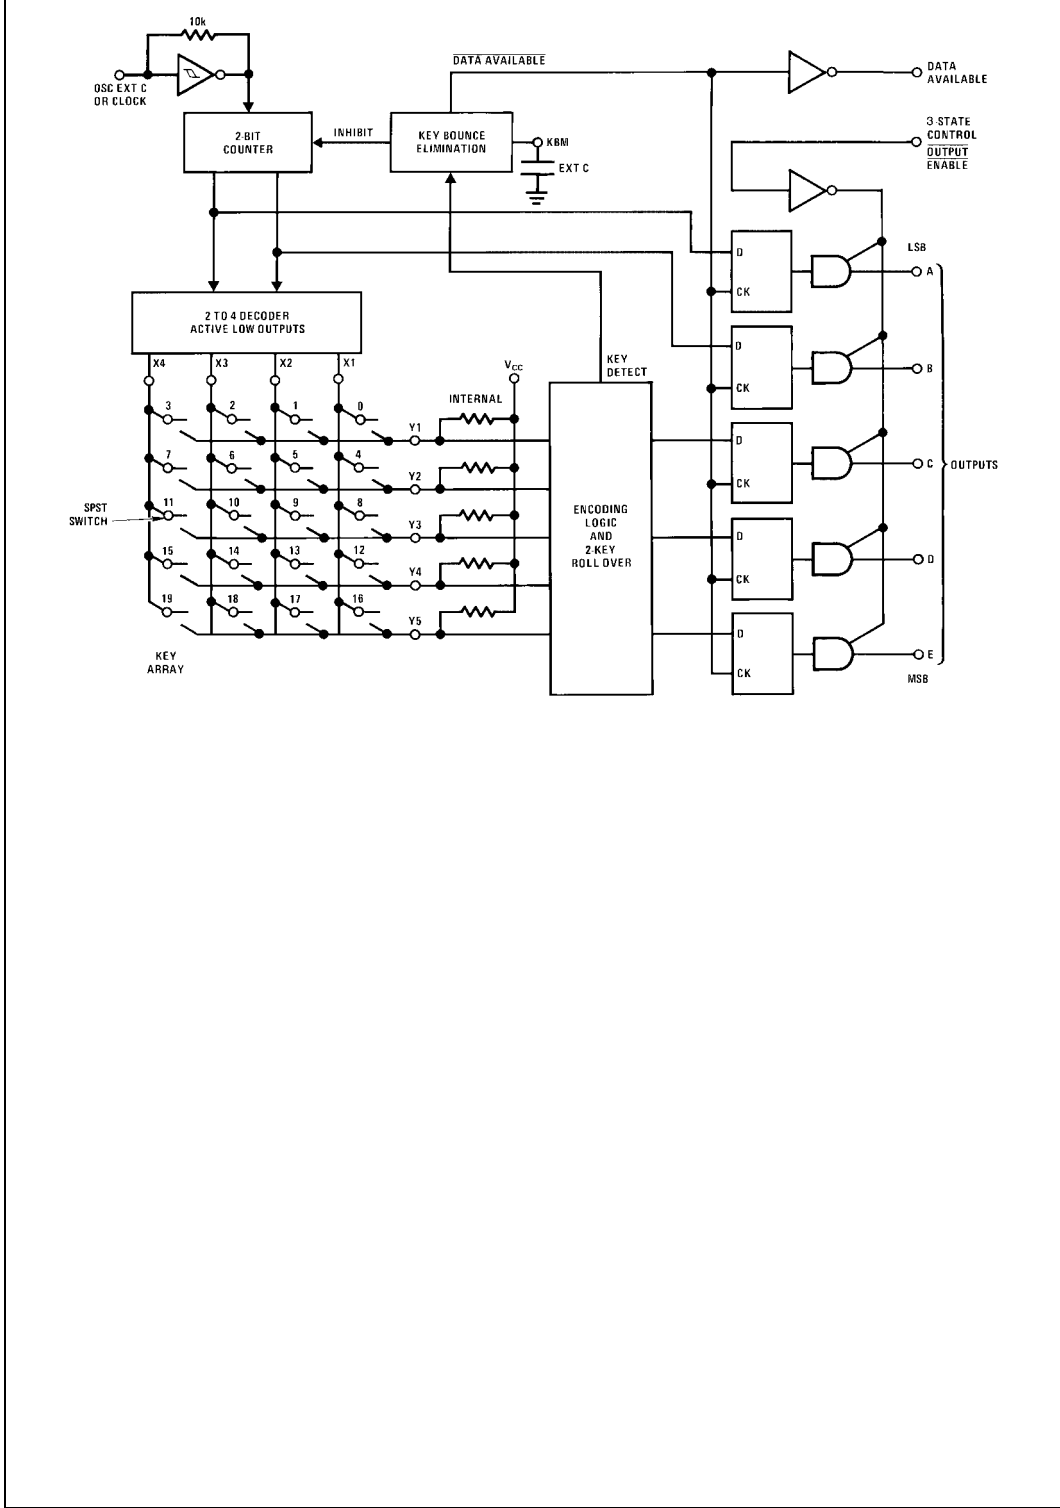 10k
OSC EXT C
OR CLOCK
2-BIT
COUNTER
INHIBIT
DATA AVAILABLE
KEY BOUNCE
ELIMINATION
KBM
EXT C
DATA
AVAILABLE
3-STATE
CONTROL
OUTPUT
ENABLE
2 TO 4 DECODER
ACTIVE LOW OUTPUTS
X4 X3 X2 X1
KEY
DETECT
VCC
INTERNAL
3 2 1 0 Y1
7 6 5 4 Y2
11 10 9 8 Y3
15 14 13 12 Y4
19 18 17 16 Y5
SPST
SWITCH
KEY
ARRAY
ENCODING
LOGIC
AND
2-KEY
ROLL OVER
D
CK
D
CK
D
CK
D
CK
D
CK
LSB
A
B
C
D
E
MSB
OUTPUTS